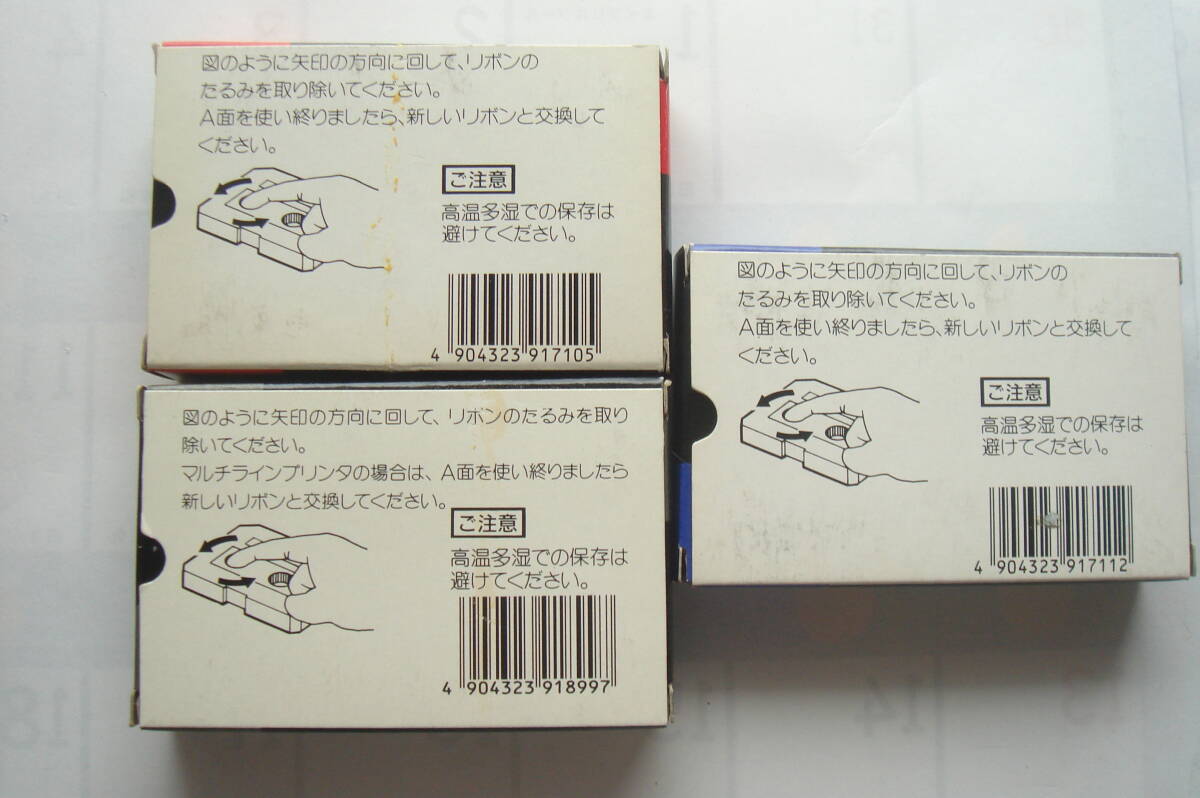 図のように矢印の方向に回して、リボンの
たるみを取り除いてください。
A面を使い終りましたら、新しいリボンと交換して
ください。
ご注意
高温多湿での保存は
避けてください。
4 904323 917105
図のように矢印の方向に回して、リボンのたるみを取り
除いてください。
マルチラインプリンタの場合は、A面を使い終りましたら
新しいリボンと交換してください。
ご注意
高温多湿での保存は
避けてください。
4 904323 918997
図のように矢印の方向に回して、リボンの
たるみを取り除いてください。
A面を使い終りましたら、新しいリボンと交換して
ください。
ご注意
高温多湿での保存は
避けてください。
4 904323 917112